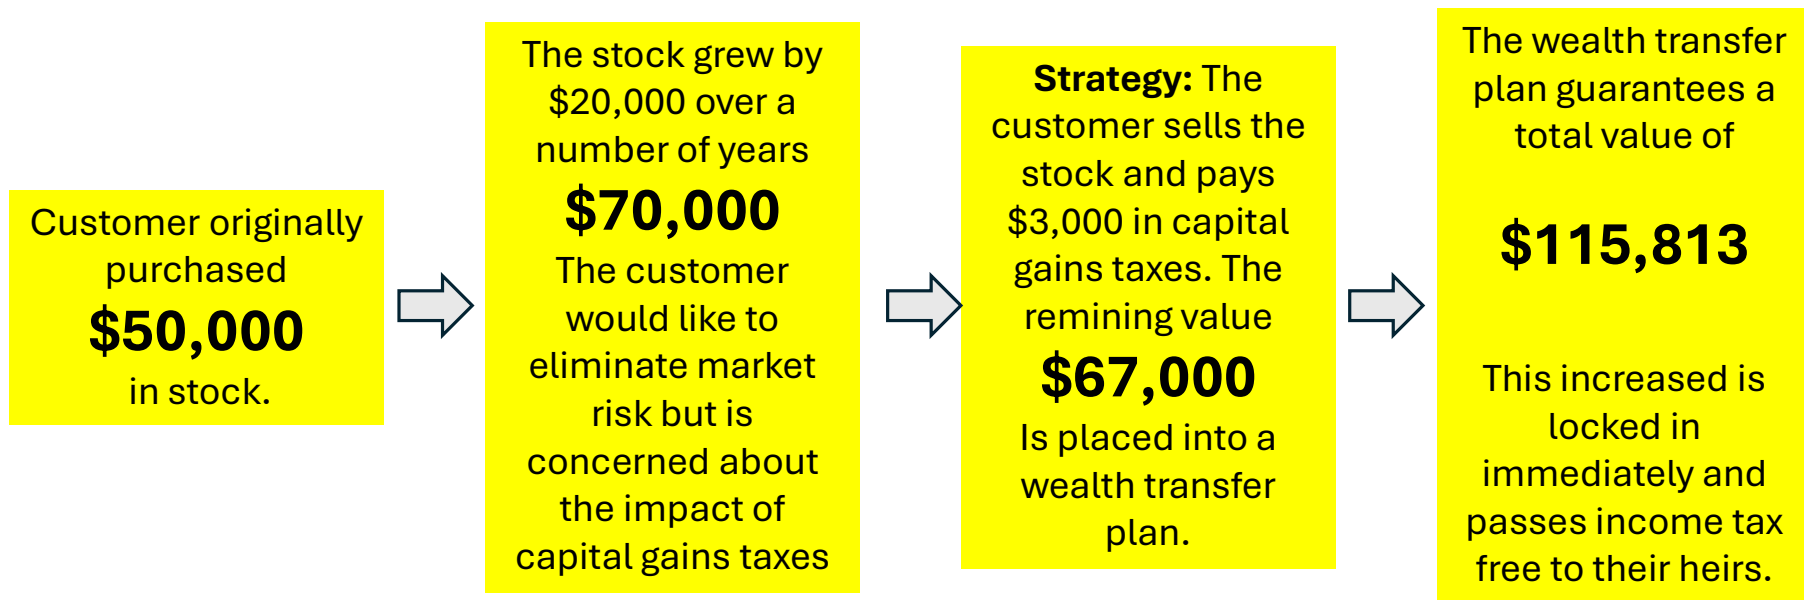 Customer originally
purchased
$50,000
in stock.
The stock grew by
$20,000 over a
number of years
$70,000
The customer
would like to
eliminate market
risk but is
concerned about
the impact of
capital gains taxes
Strategy: The
customer sells the
stock and pays
$3,000 in capital
gains taxes. The
remining value
$67,000
Is placed into a
wealth transfer
plan.
The wealth transfer
plan guarantees a
total value of
$115,813
This increased is
locked in
immediately and
passes income tax
free to their heirs.